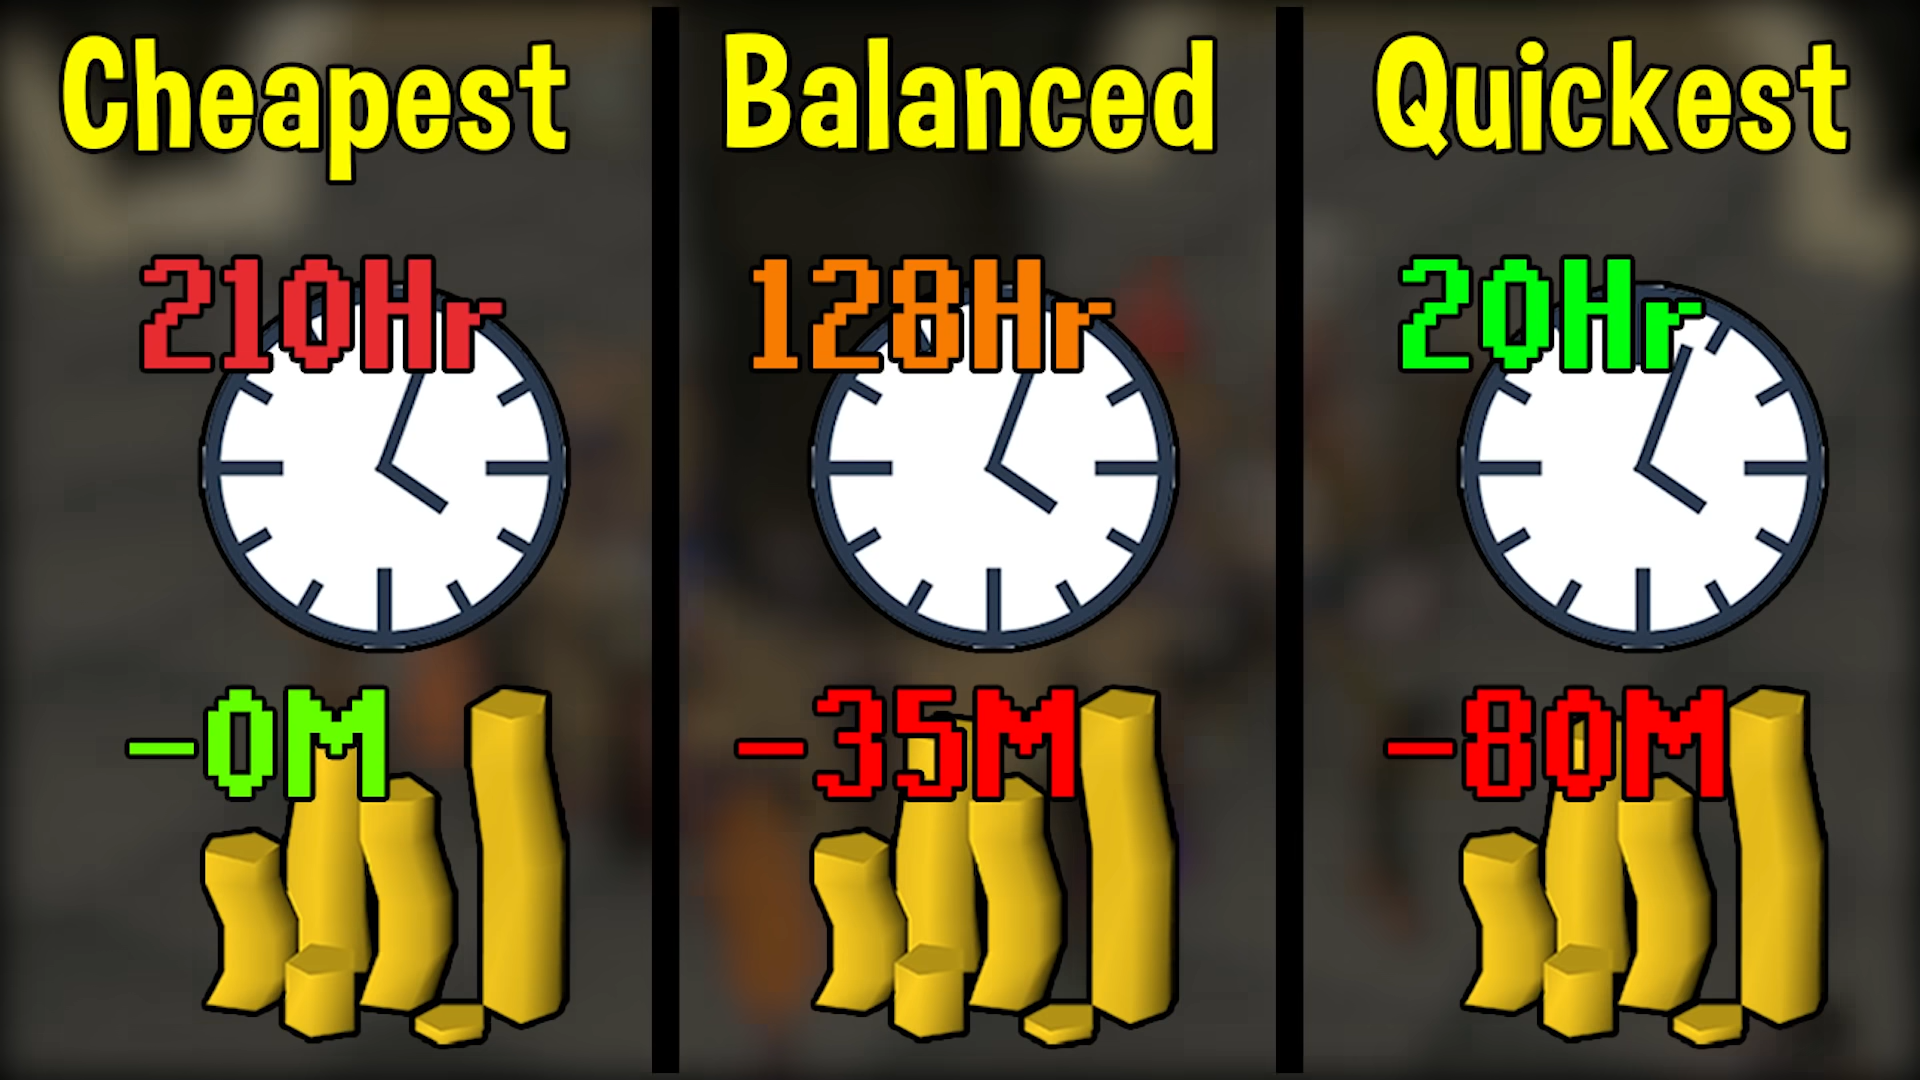 Cheapest
Balanced
Quickest
210Hr
128Hr
20Hr
-0M
-35M
-80M